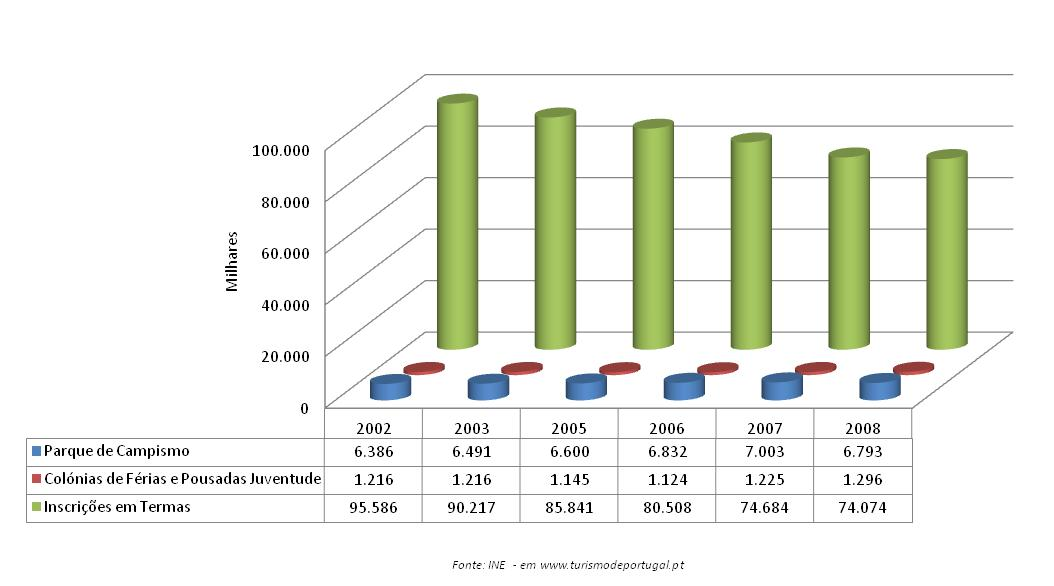 100.000
80.000
60.000
40.000
20.000
0
Milhares
2002 2003 2005 2006 2007 2008
Parque de Campismo 6.386 6.491 6.600 6.832 7.003 6.793
Colónias de Férias e Pousadas Juventude 1.216 1.216 1.145 1.124 1.225 1.296
Inscrições em Termas 95.586 90.217 85.841 80.508 74.684 74.074
Fonte: INE - em www.turismodeportugal.pt